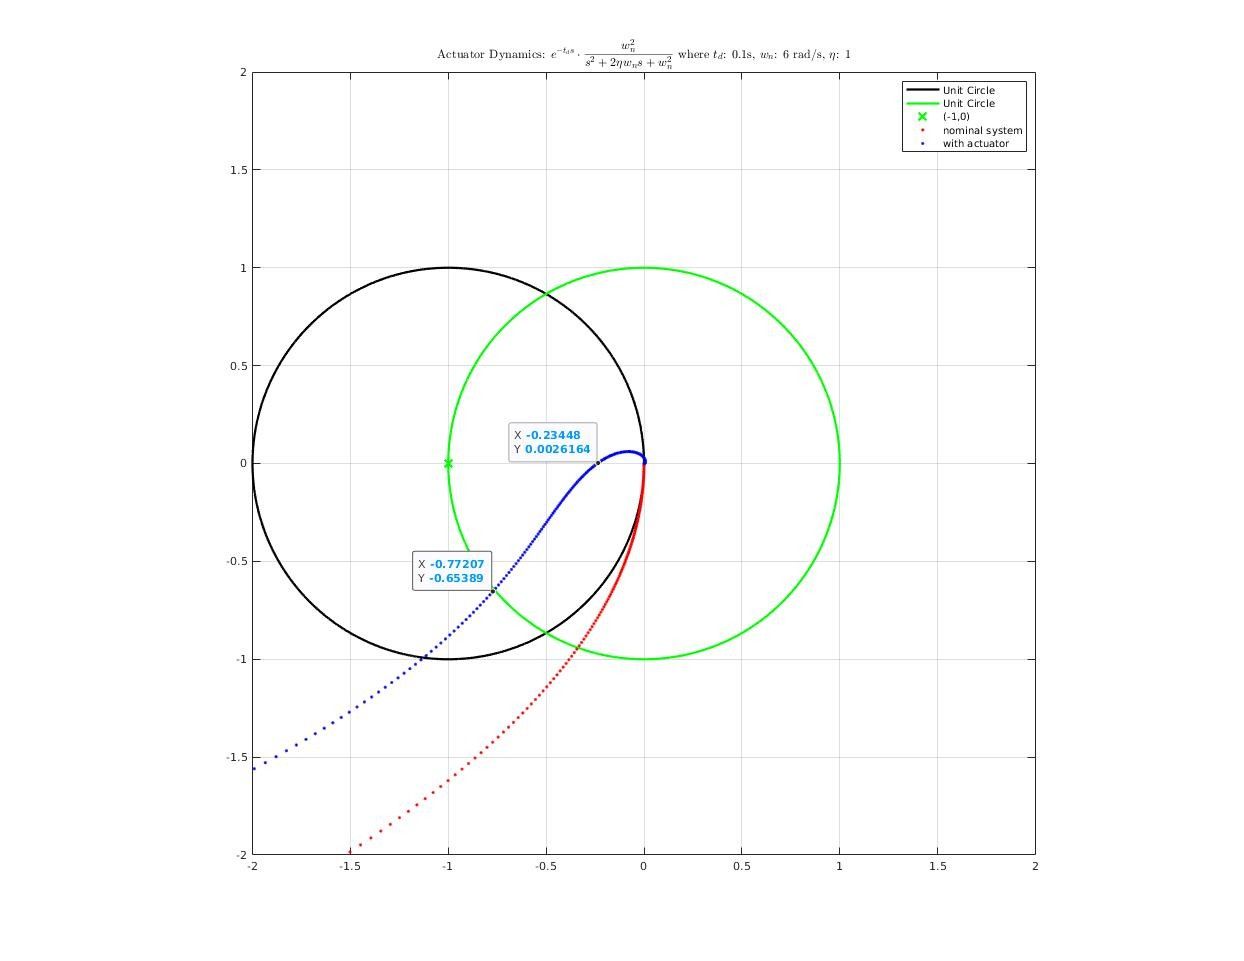 Actuator Dynamics: e^{-t_d s} · \frac{w_n^2}{s^2 + 2ηw_n s + w_n^2} where t_d: 0.1s, w_n: 6 rad/s, η: 1
2
Unit Circle
Unit Circle
(-1,0)
nominal system
with actuator
1.5
1
0.5
X -0.23448
Y 0.0026164
0
X -0.77207
Y -0.65389
-0.5
-1
-1.5
-2
-2 -1.5 -1 -0.5 0 0.5 1 1.5 2